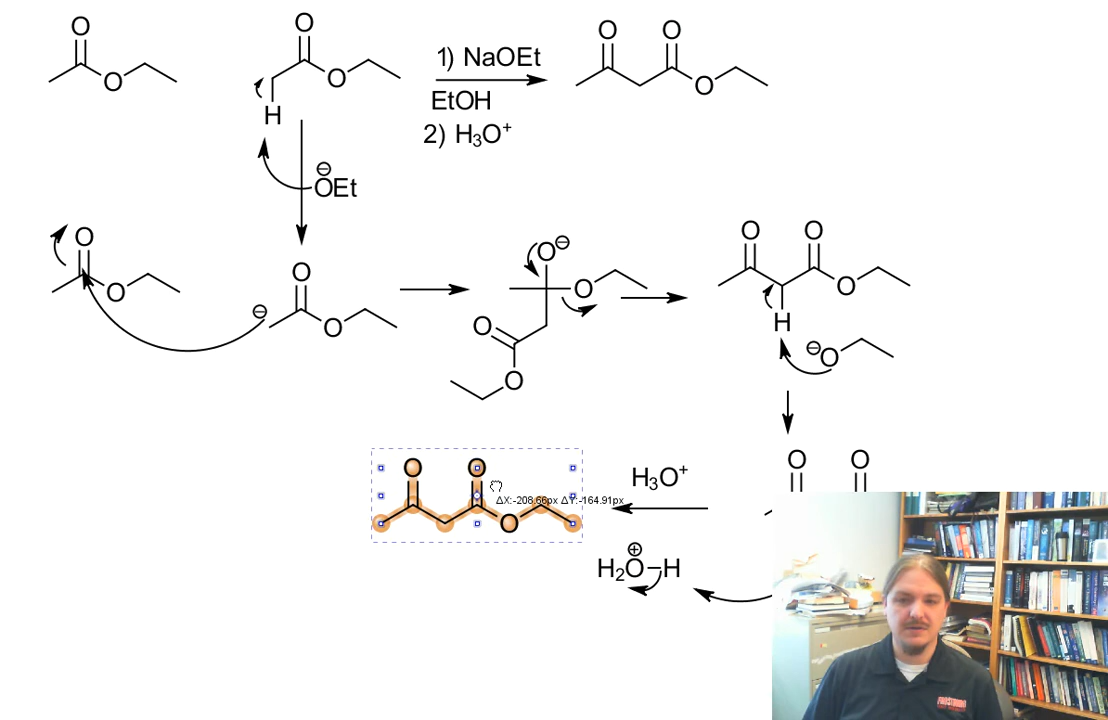 O
O
O
O
O
O
O
O
H
1) NaOEt
EtOH
2) H₃O⁺
⊖
OEt
O
O
⊖
O
O
O⊖
O
O
O
O
O
O
H
⊖O
O
O
O
O
O
ΔX:-208.66px ΔY:-164.91px
H₃O⁺
⊕
H₂O–H